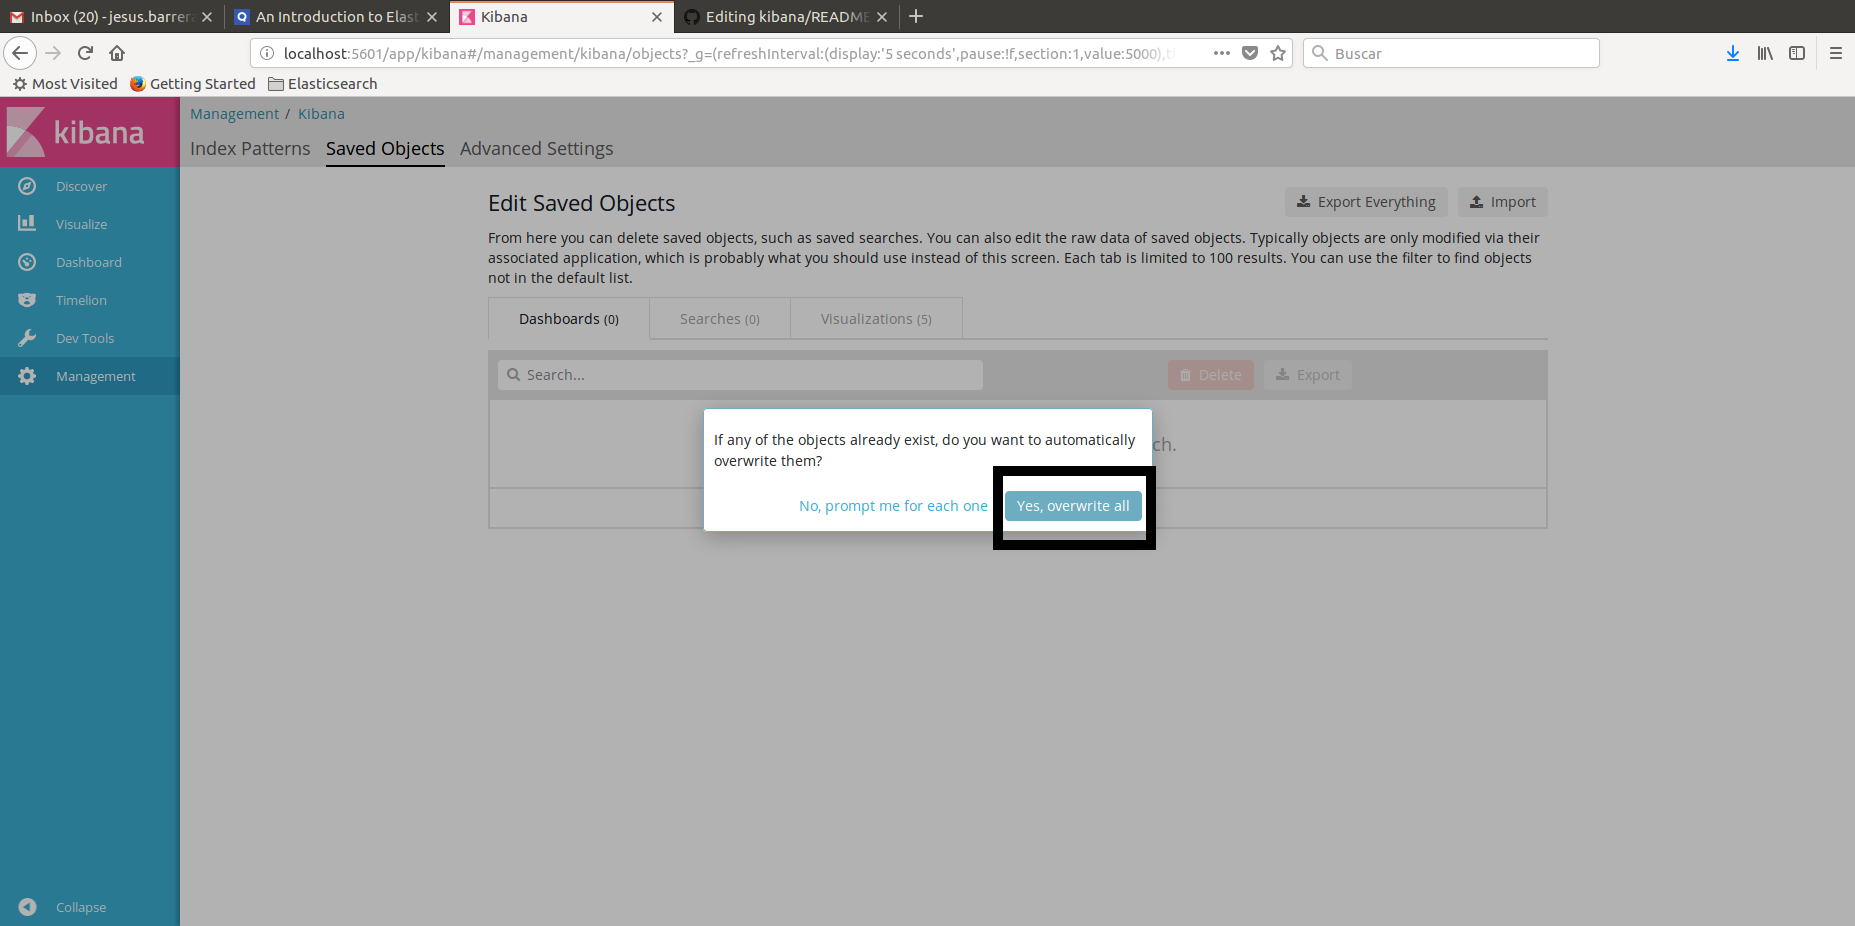 Inbox (20) - jesus.barrer
An Introduction to Elast
Kibana
Editing kibana/README
localhost:5601/app/kibana#/management/kibana/objects?_g=(refreshInterval:(display:'5 seconds',pause:!f,section:1,value:5000),t
Buscar
Most Visited
Getting Started
Elasticsearch
kibana
Discover
Visualize
Dashboard
Timelion
Dev Tools
Management
Collapse
Management / Kibana
Index Patterns Saved Objects Advanced Settings
Edit Saved Objects
Export Everything
Import
From here you can delete saved objects, such as saved searches. You can also edit the raw data of saved objects. Typically objects are only modified via their
associated application, which is probably what you should use instead of this screen. Each tab is limited to 100 results. You can use the filter to find objects
not in the default list.
Dashboards (0)
Searches (0)
Visualizations (5)
Search...
Delete
Export
ch.
If any of the objects already exist, do you want to automatically
overwrite them?
No, prompt me for each one
Yes, overwrite all